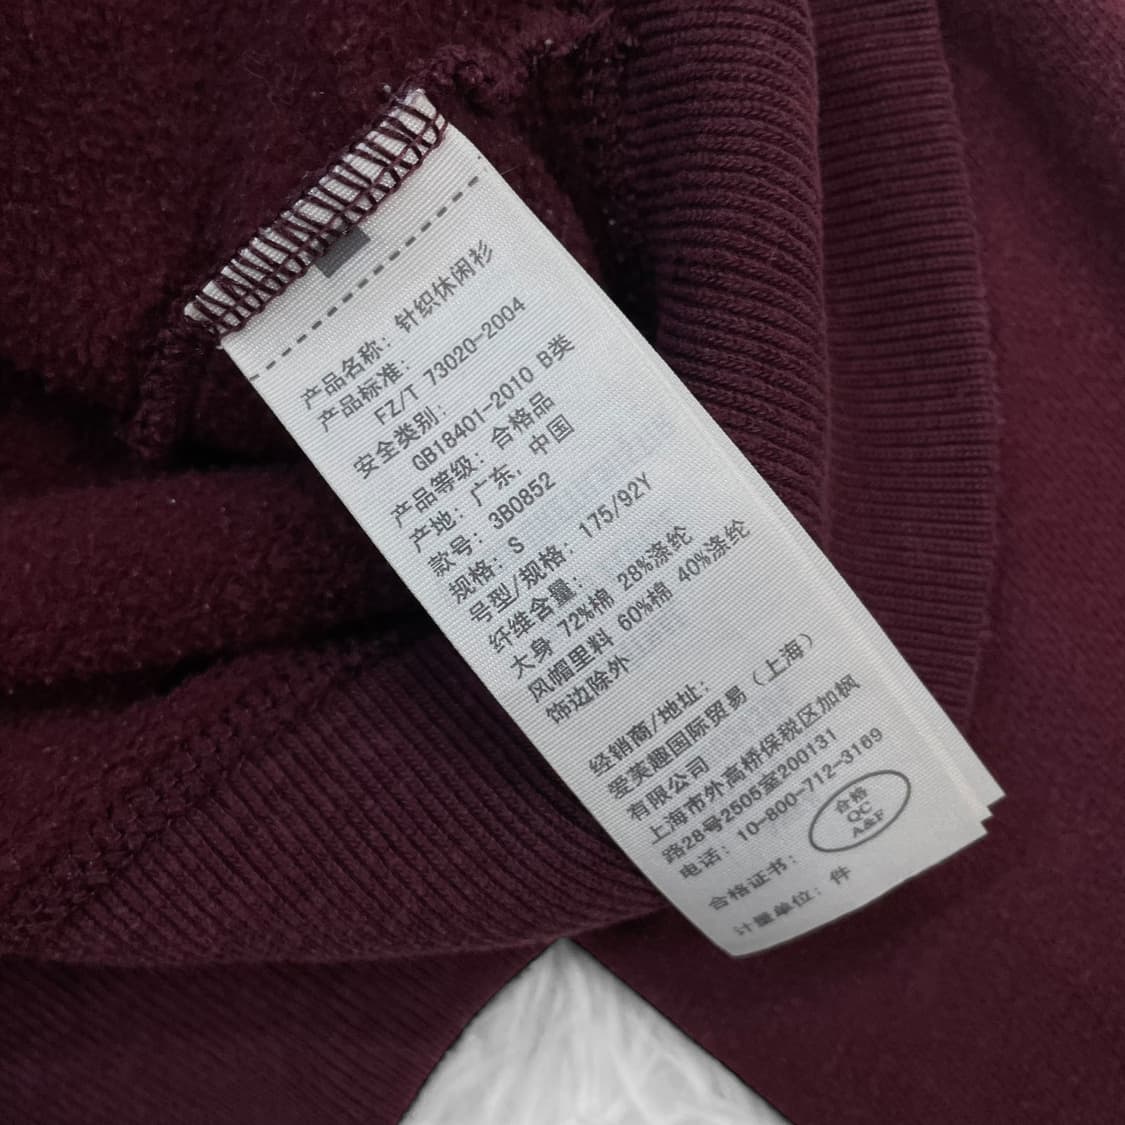 产品名称: 针织休闲衫
产品标准:
FZ/T 73020-2004
安全类别:
GB18401-2010 B类
产品等级: 合格品
产地: 广东, 中国
款号: 3B0852
规格: S
号型/规格: 175/92Y
纤维含量:
大身 72%棉 28%涤纶
风帽里料 60%棉 40%涤纶
饰边除外
经销商/地址:
爱芙趣国际贸易(上海)
有限公司
上海市外高桥保税区加枫
路28号2505室200131
电话: 10-800-712-3169
合格证书: 合格
QC
A&F
计量单位: 件